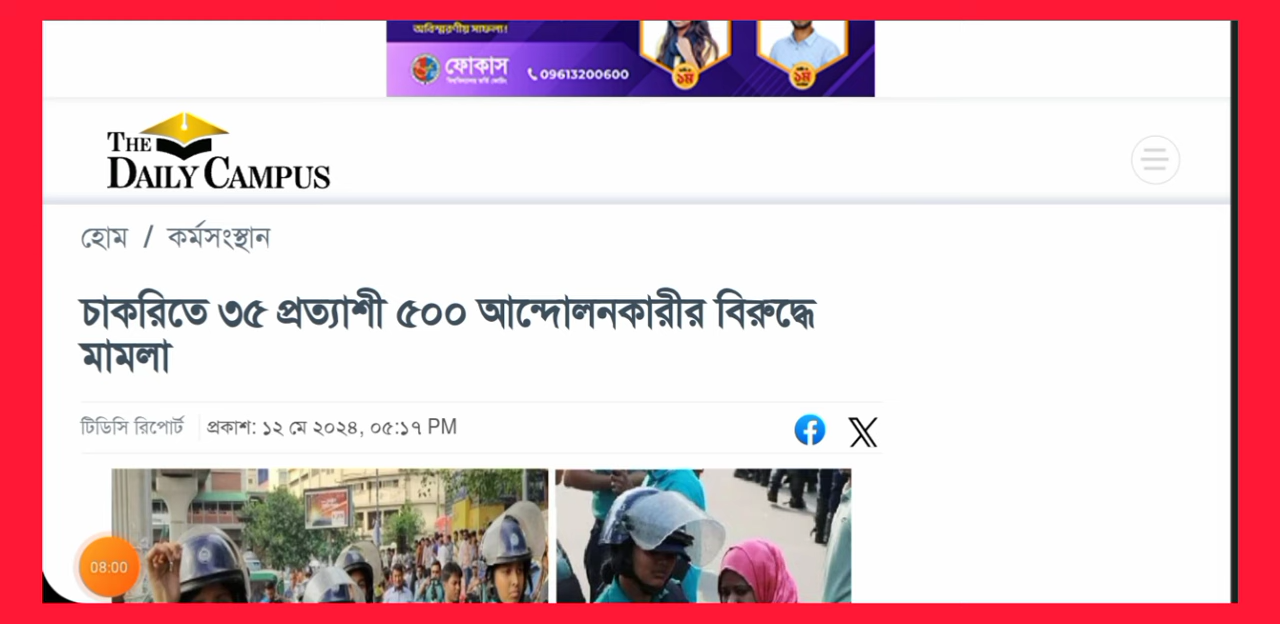 অবিস্মরণীয় সাফল্য!
ফোকাস
09613200600
১ম
১ম
THE
DAILY CAMPUS
হোম / কর্মসংস্থান
চাকরিতে ৩৫ প্রত্যাশী ৫০০ আন্দোলনকারীর বিরুদ্ধে
মামলা
টিডিসি রিপোর্ট প্রকাশ: ১২ মে ২০২৪, ০৫:১৭ PM
08:00